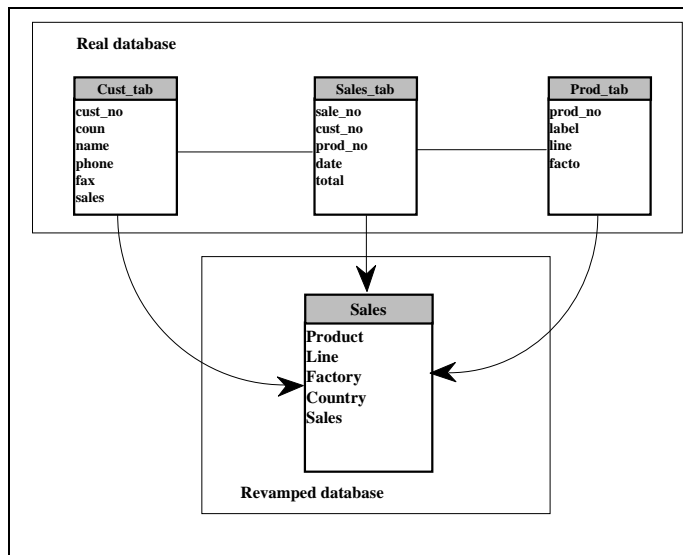 Real database
Cust_tab
cust_no
coun
name
phone
fax
sales
Sales_tab
sale_no
cust_no
prod_no
date
total
Prod_tab
prod_no
label
line
facto
Sales
Product
Line
Factory
Country
Sales
Revamped database